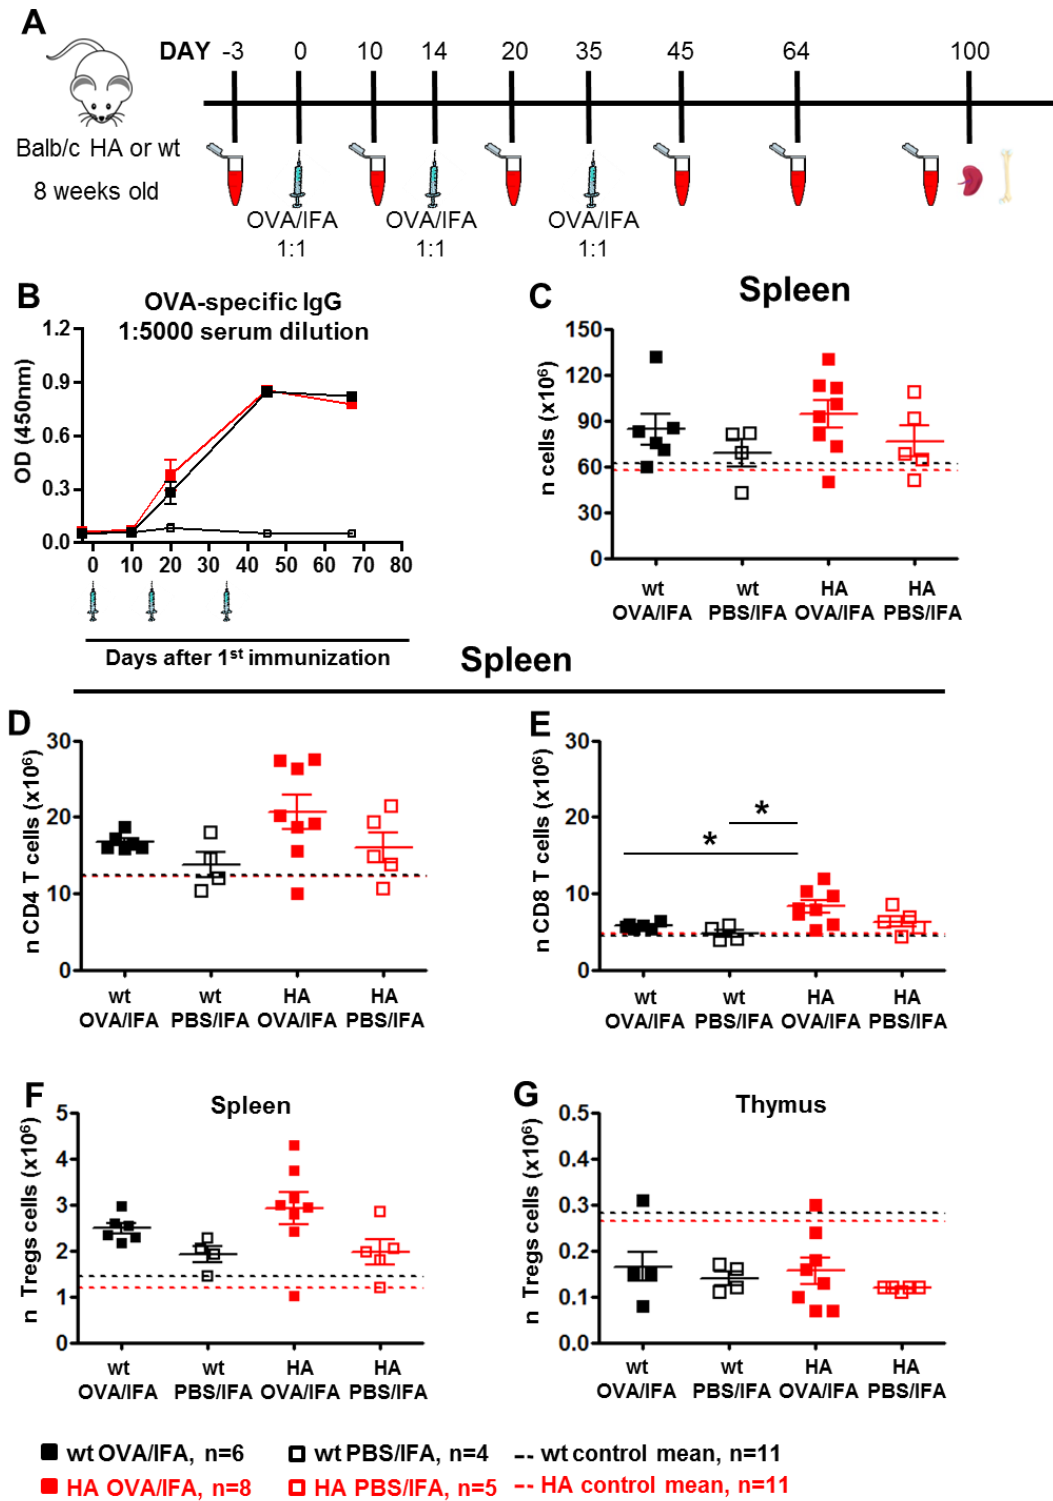 A
DAY -3 0 10 14 20 35 45 64 100
Balb/c HA or wt
8 weeks old
OVA/IFA OVA/IFA OVA/IFA
1:1 1:1 1:1
B
OVA-specific IgG
1:5000 serum dilution
OD (450nm)
1.2
0.9
0.6
0.3
0.0
0 10 20 30 40 50 60 70 80
Days after 1st immunization
C
Spleen
n cells (x10⁶)
150
120
90
60
30
0
wt wt HA HA
OVA/IFA PBS/IFA OVA/IFA PBS/IFA
Spleen
D
n CD4 T cells (x10⁶)
30
20
10
0
wt wt HA HA
OVA/IFA PBS/IFA OVA/IFA PBS/IFA
E
n CD8 T cells (x10⁶)
30
20
10
0
*
*
wt wt HA HA
OVA/IFA PBS/IFA OVA/IFA PBS/IFA
F
Spleen
n Tregs cells (x10⁶)
5
4
3
2
1
0
wt wt HA HA
OVA/IFA PBS/IFA OVA/IFA PBS/IFA
G
Thymus
n Tregs cells (x10⁶)
0.5
0.4
0.3
0.2
0.1
0.0
wt wt HA HA
OVA/IFA PBS/IFA OVA/IFA PBS/IFA
wt OVA/IFA, n=6 wt PBS/IFA, n=4 -- wt control mean, n=11
HA OVA/IFA, n=8 HA PBS/IFA, n=5 -- HA control mean, n=11